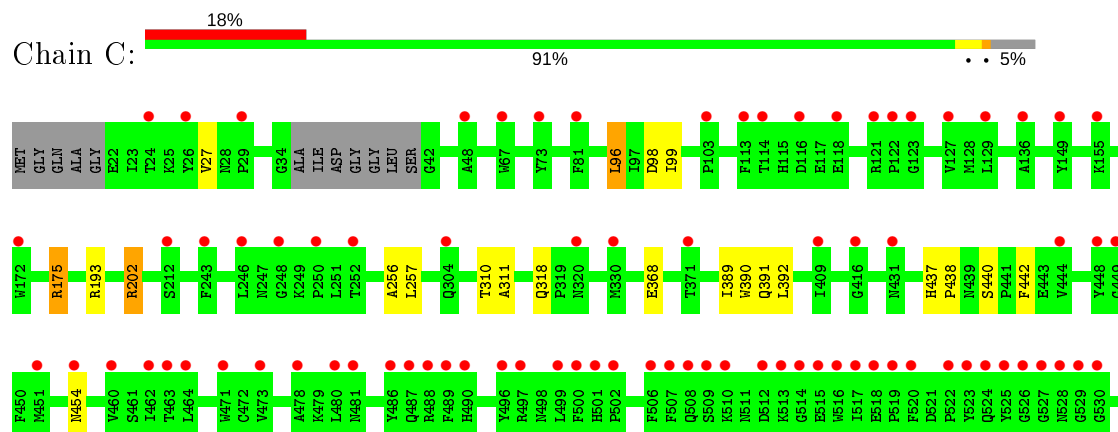 18%
Chain C:
91%
• • 5%
MET GLY GLN ALA GLY E22 I23 T24 K25 Y26 V27 N28 P29 G34 ALA ILE ASP GLY GLY LEU SER G42 A48 W67 Y73 F81 L96 I97 D98 I99 P103 F113 T114 H115 D116 E117 E118 R121 P122 G123 V127 M128 L129 A136 Y149 K155
W172 R175 R193 R202 S212 F243 L246 N247 G248 K249 P250 L251 T252 A256 L257 Q304 T310 A311 Q318 P319 N320 M330 E368 T371 I389 W390 Q391 L392 I409 G416 N431 H437 P438 N439 S440 P441 F442 E443 V444 Y448
F450 M451 N454 V460 S461 I462 T463 L464 W471 C472 V473 A478 K479 L480 N481 Y486 Q487 R488 F489 H490 Y496 R497 N498 L499 F500 H501 P502 F506 F507 Q508 S509 K510 N511 D512 K513 G514 E515 W516 I517 E518 P519 F520 D521 P522 Y523 Q524 Y525 G526 G527 N528 G529 G530